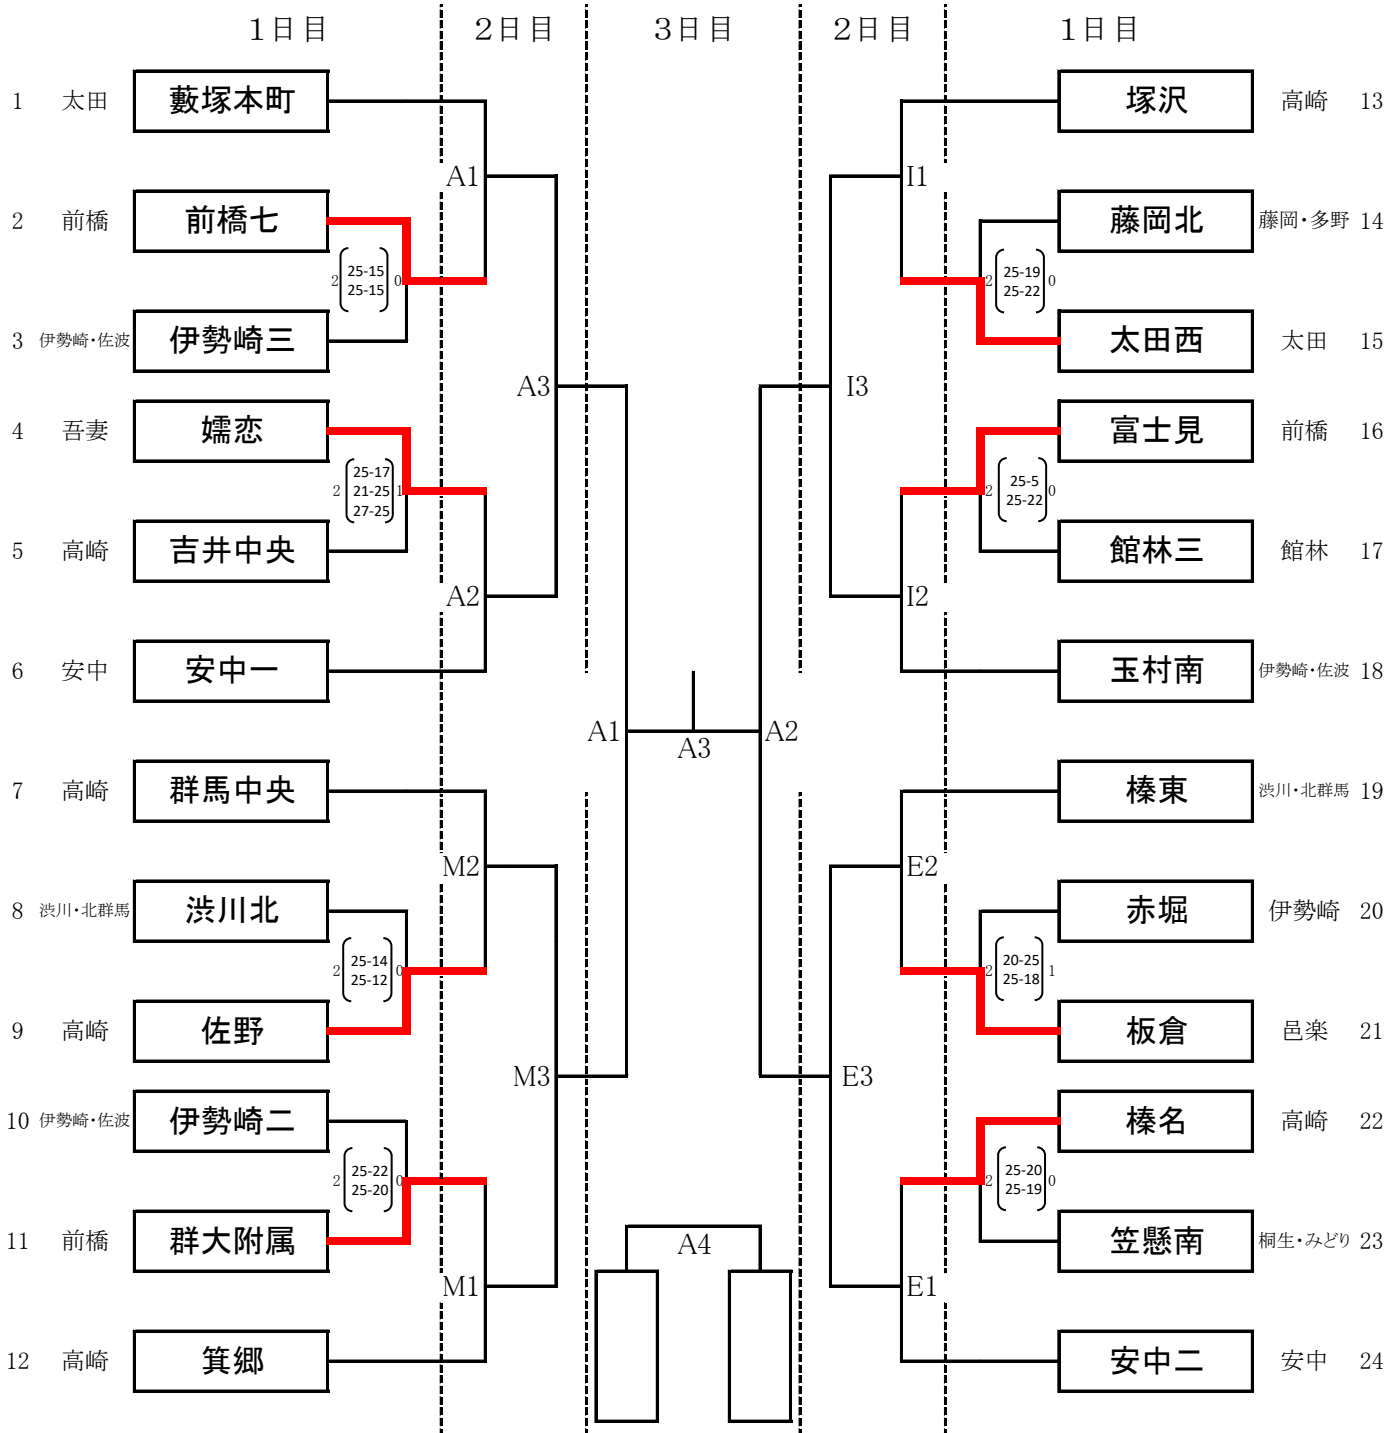 1日目 2日目 3日目 2日目 1日目
1 太田 藪塚本町
A1
2 前橋 前橋七
2 25-15 0
25-15
3 伊勢崎・佐波 伊勢崎三
A3
4 吾妻 嬬恋
25-17
2 21-25 1
27-25
5 高崎 吉井中央
A2
6 安中 安中一
A1
7 高崎 群馬中央
M2
8 渋川・北群馬 渋川北
2 25-14 0
25-12
9 高崎 佐野
M3
10 伊勢崎・佐波 伊勢崎二
2 25-22 0
25-20
11 前橋 群大附属
M1
12 高崎 箕郷
A3
A4
塚沢 高崎 13
I1
藤岡北 藤岡・多野 14
2 25-19 0
25-22
太田西 太田 15
I3
富士見 前橋 16
2 25-5 0
25-22
館林三 館林 17
I2
玉村南 伊勢崎・佐波 18
A2
榛東 渋川・北群馬 19
E2
赤堀 伊勢崎 20
2 20-25 1
25-18
板倉 邑楽 21
E3
榛名 高崎 22
2 25-20 0
25-19
笠懸南 桐生・みどり 23
E1
安中二 安中 24